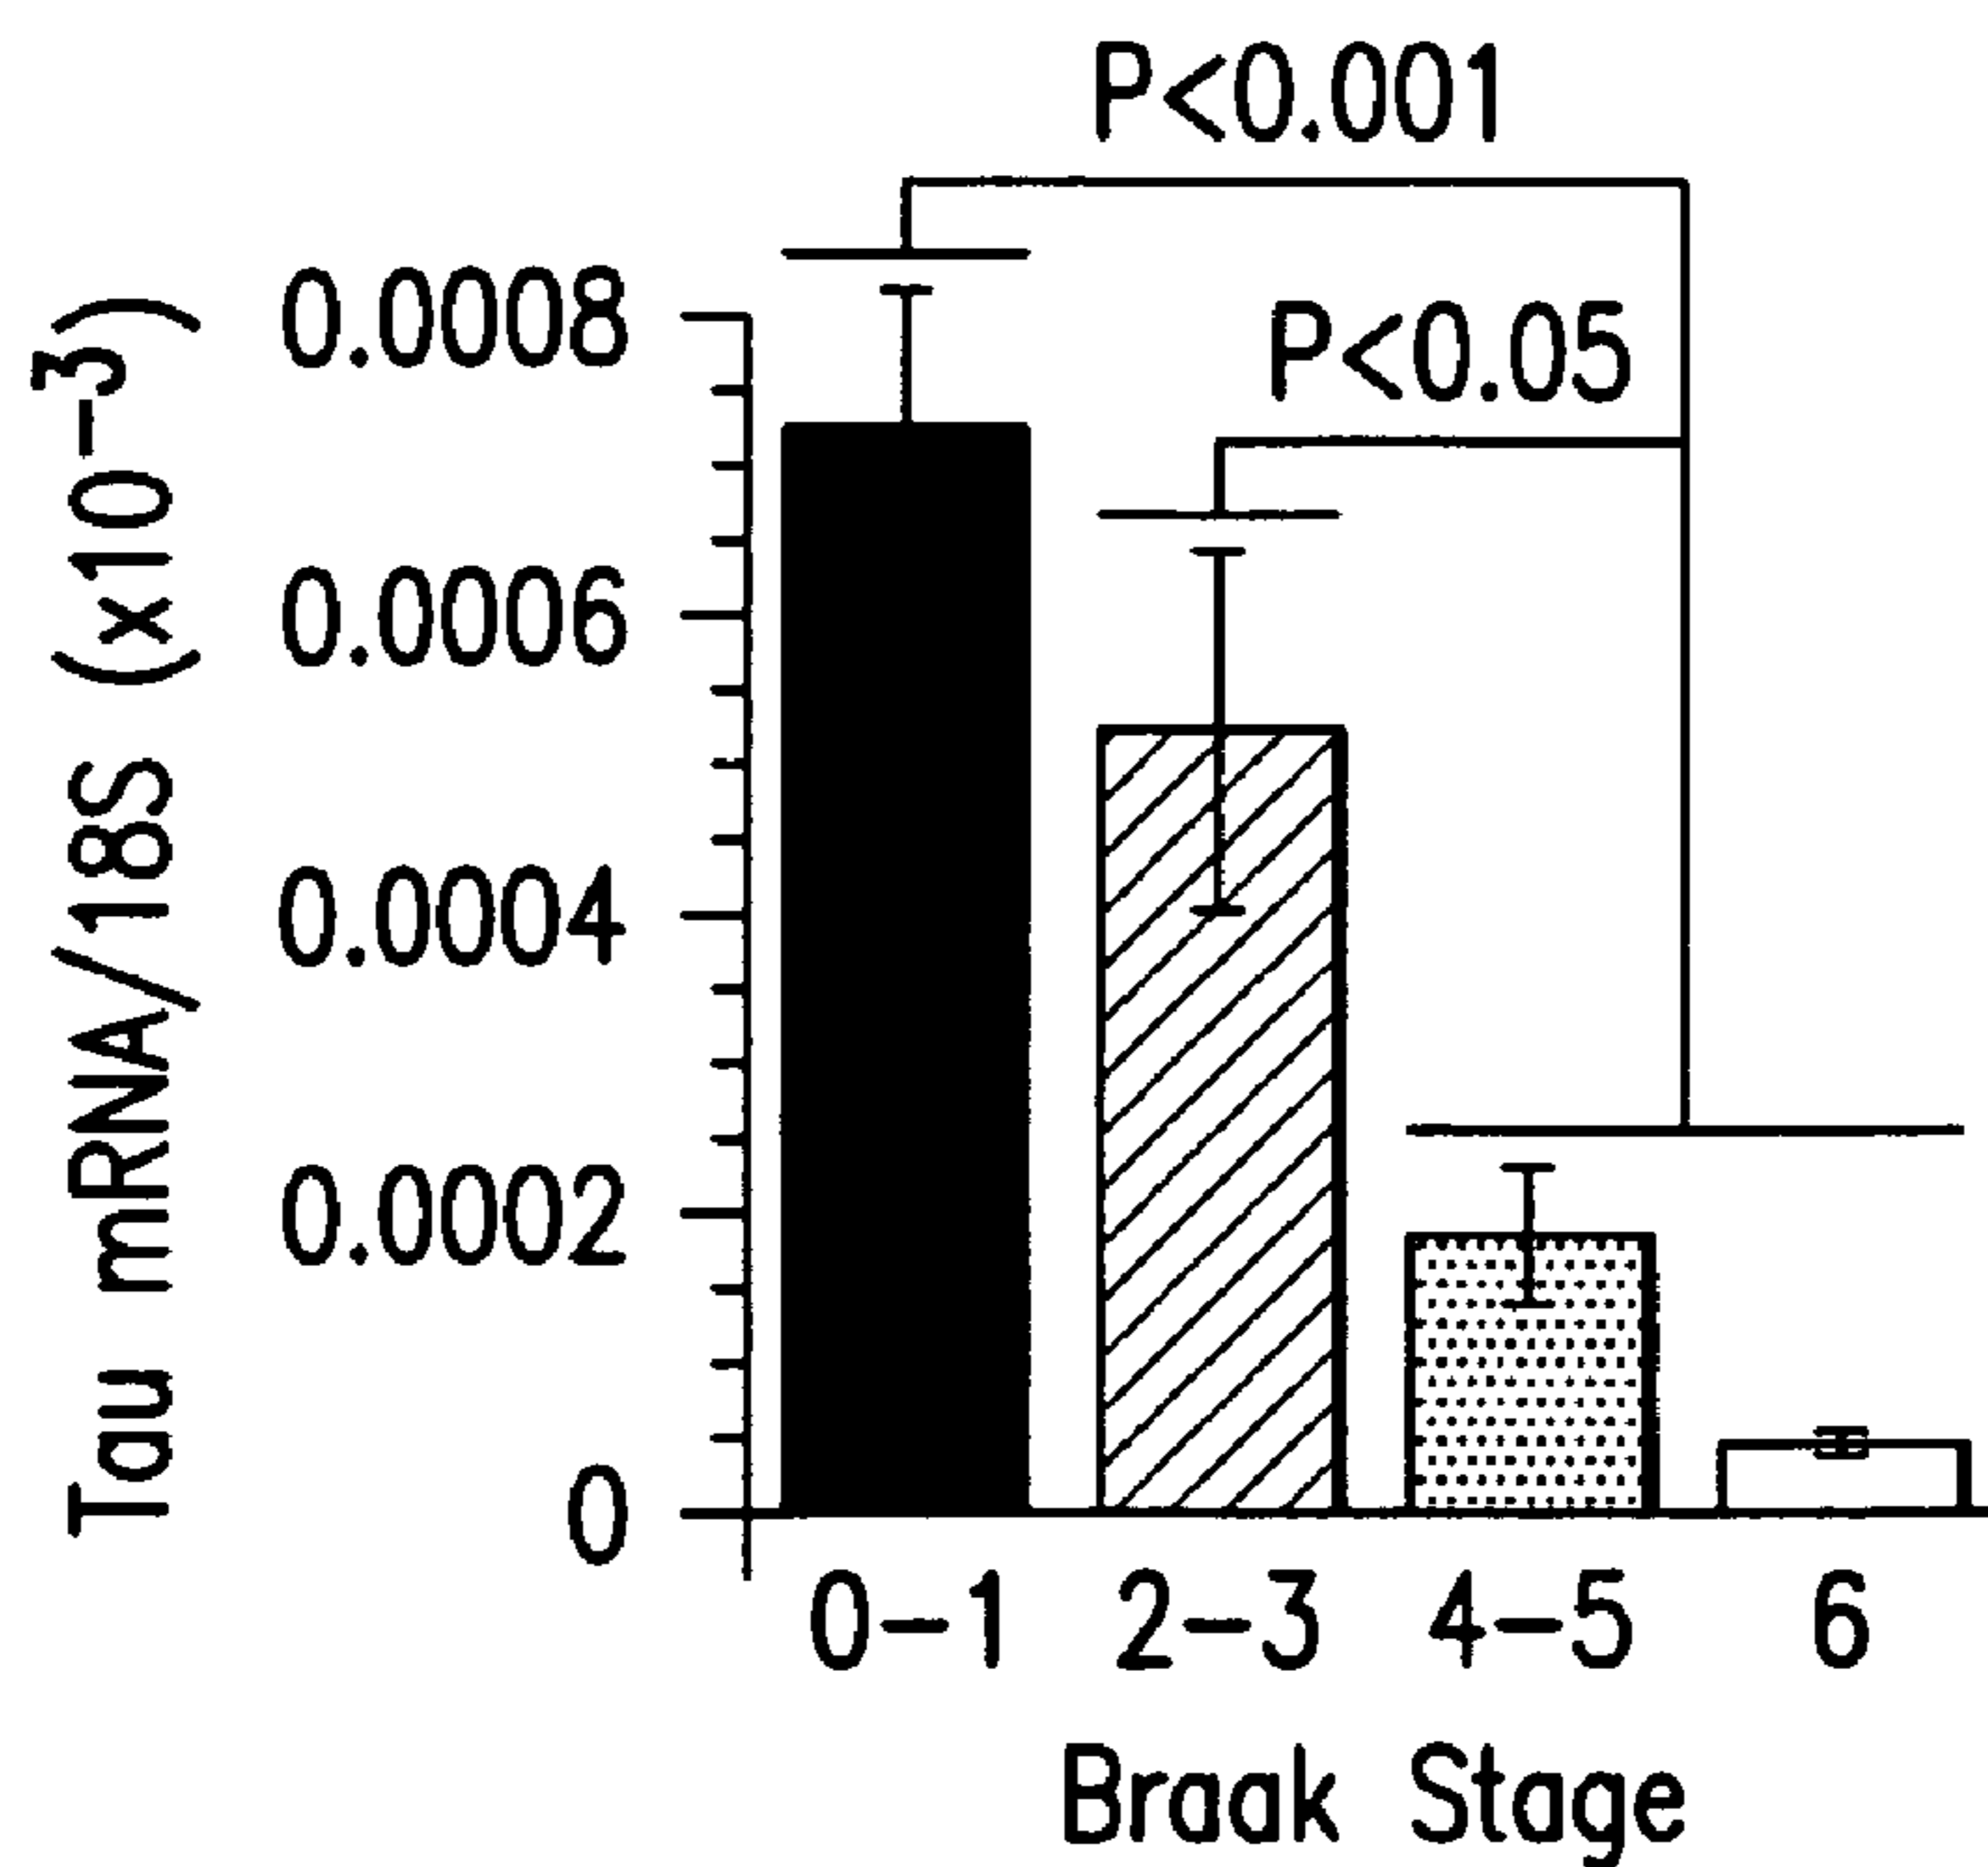 P<0.001
P<0.05
Tau mRNA/18S (x10⁻³)
0.0008
0.0006
0.0004
0.0002
0
0-1 2-3 4-5 6
Braak Stage